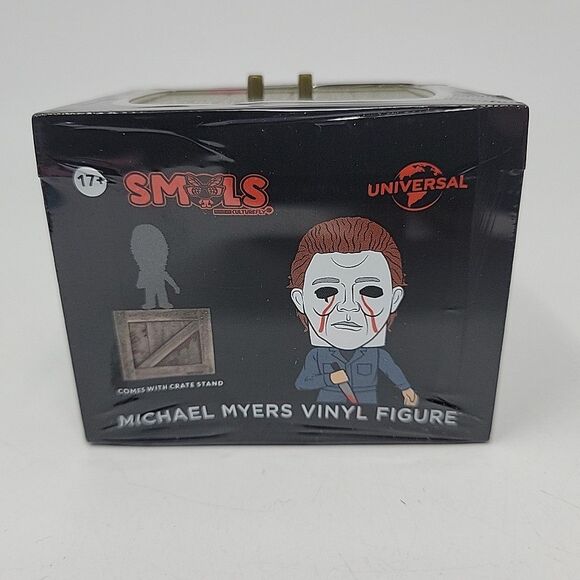 17+
SMOLS
CULTUREFLY
UNIVERSAL
COMES WITH CRATE STAND
MICHAEL MYERS VINYL FIGURE